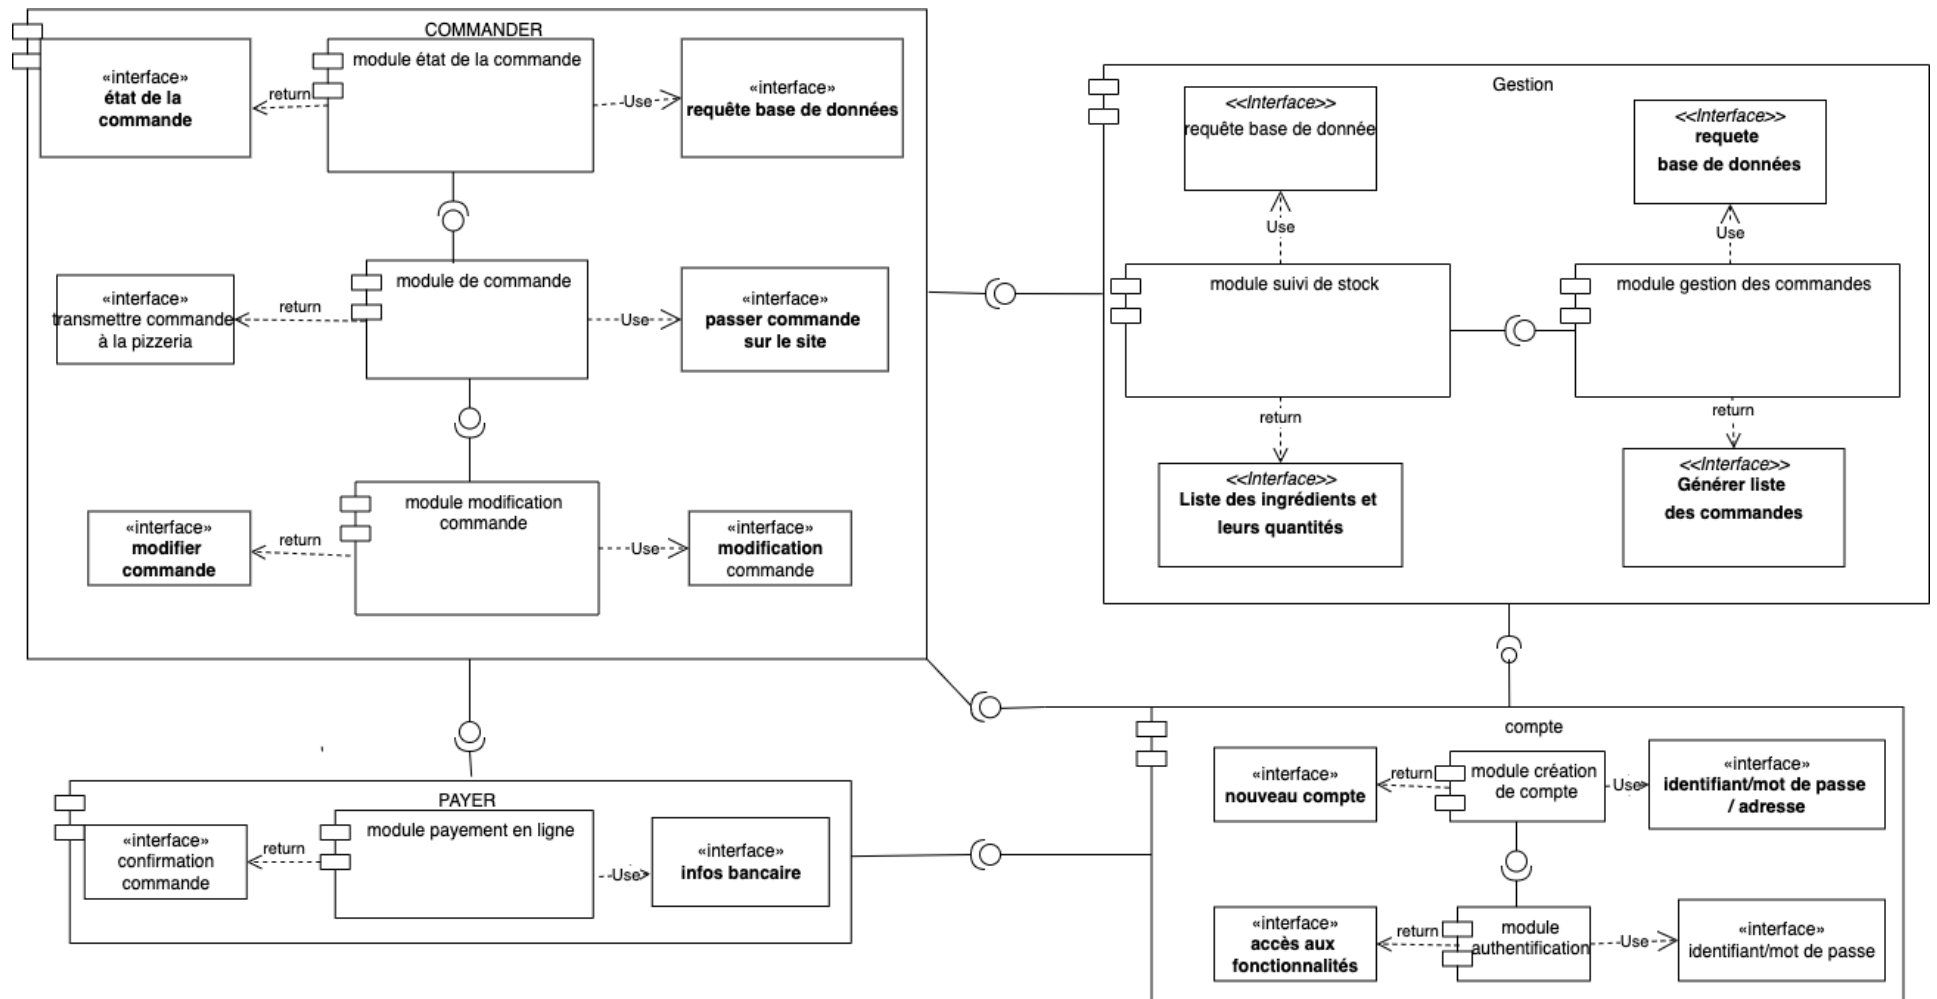 COMMANDER
module état de la commande
«interface»
état de la
commande
return
Use
«interface»
requête base de données
module de commande
«interface»
transmettre commande
à la pizzeria
return
Use
«interface»
passer commande
sur le site
module modification
commande
«interface»
modifier
commande
return
Use
«interface»
modification
commande
Gestion
<<Interface>>
requête base de donnée
<<Interface>>
requete
base de données
Use
Use
module suivi de stock
module gestion des commandes
return
return
<<Interface>>
Liste des ingrédients et
leurs quantités
<<Interface>>
Générer liste
des commandes
PAYER
module payement en ligne
«interface»
confirmation
commande
return
Use
«interface»
infos bancaire
compte
«interface»
nouveau compte
return
module création
de compte
Use
«interface»
identifiant/mot de passe
/ adresse
«interface»
accès aux
fonctionnalités
return
module
authentification
Use
«interface»
identifiant/mot de passe